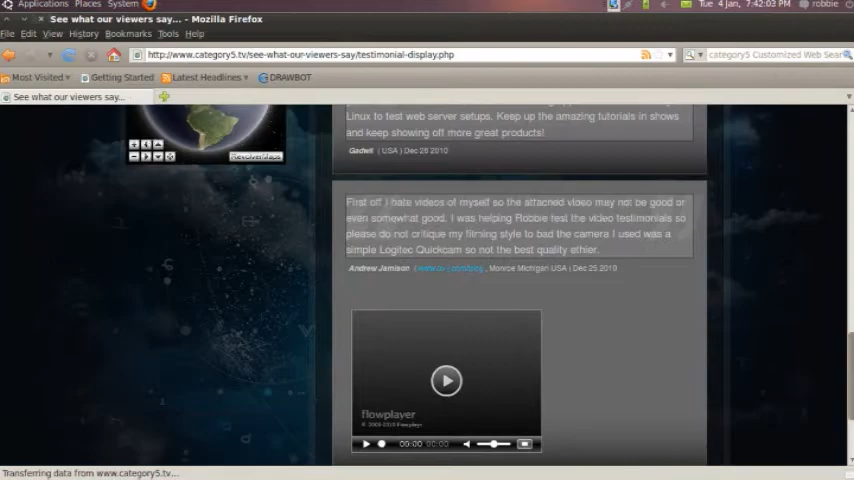 Applications Places System Tue 4 Jan, 7:42:03 PM robbie
See what our viewers say... - Mozilla Firefox
File Edit View History Bookmarks Tools Help
http://www.category5.tv/see-what-our-viewers-say/testimonial-display.php category5 Customized Web Sear
Most Visited Getting Started Latest Headlines DRAWBOT
See what our viewers say...
Linux to test web server setups. Keep up the amazing tutorials in shows
and keep showing off more great products!
Gadwil ( USA ) Dec 28 2010
RevolverMaps
First off I hate videos of myself so the attached video may not be good or
even somewhat good. I was helping Robbie test the video testimonials so
please do not critique my filming style to bad the camera I used was a
simple Logitec Quickcam so not the best quality ethier.
Andrew Jamison , Monroe Michigan USA ) Dec 25 2010
flowplayer
00:00 00:00
Transferring data from www.category5.tv...